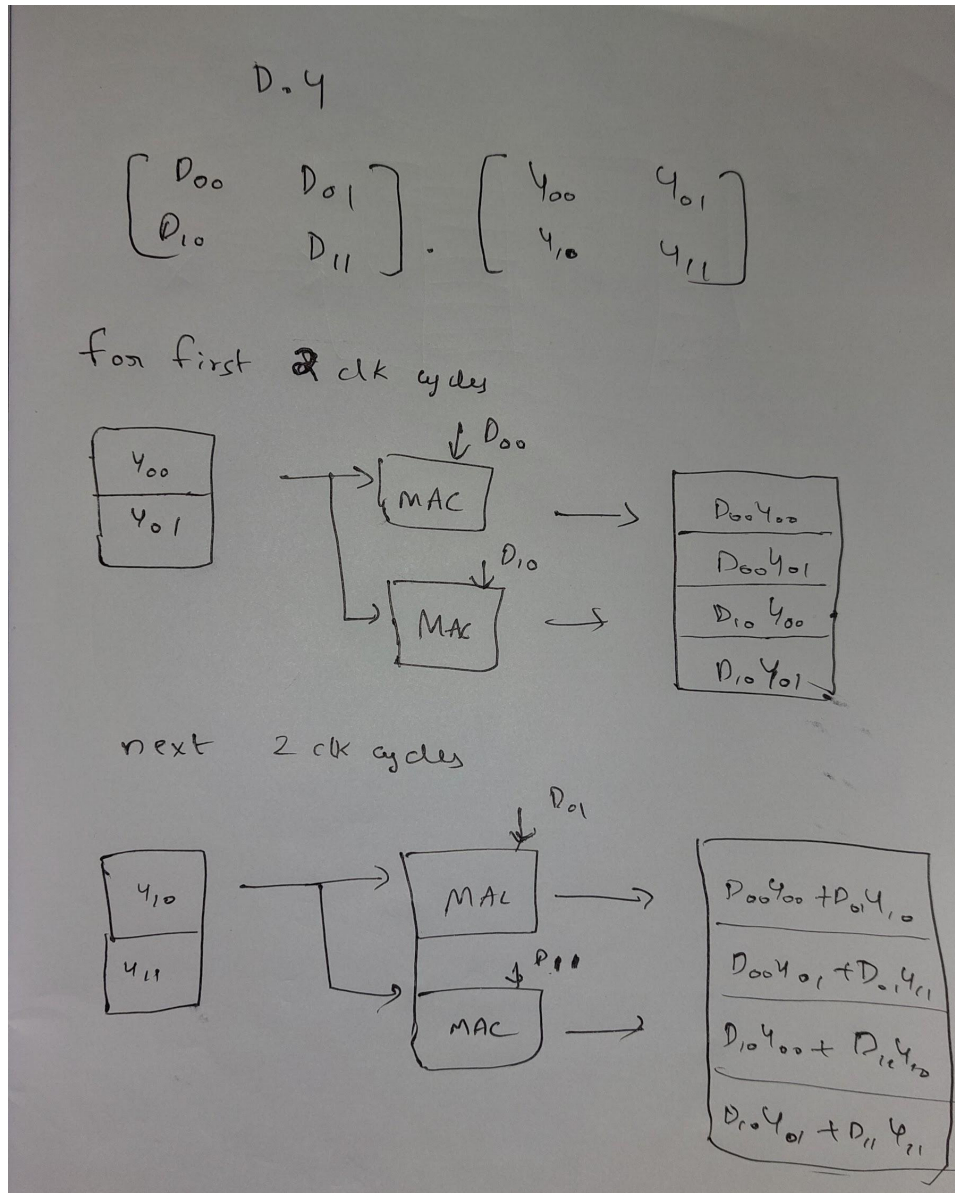 D.Y
D00 D01 . Y00 Y01
D10 D11 Y10 Y11
for first 2 clk cycles
D00
Y00
MAC
D00Y00
Y01
D00Y01
D10
MAC
D10Y00
D10Y01
next 2 clk cycles
D01
Y10
MAC
D00Y00 + D01Y10
Y11
D11
D00Y01 + D01Y11
MAC
D10Y00 + D11Y10
D10Y01 + D11Y11